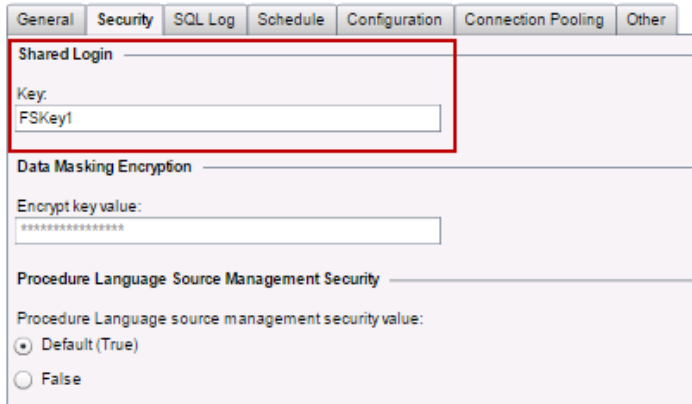 General Security SQL Log Schedule Configuration Connection Pooling Other
Shared Login
Key:
FSKey1
Data Masking Encryption
Encrypt key value:
****************
Procedure Language Source Management Security
Procedure Language source management security value:
Default (True)
False